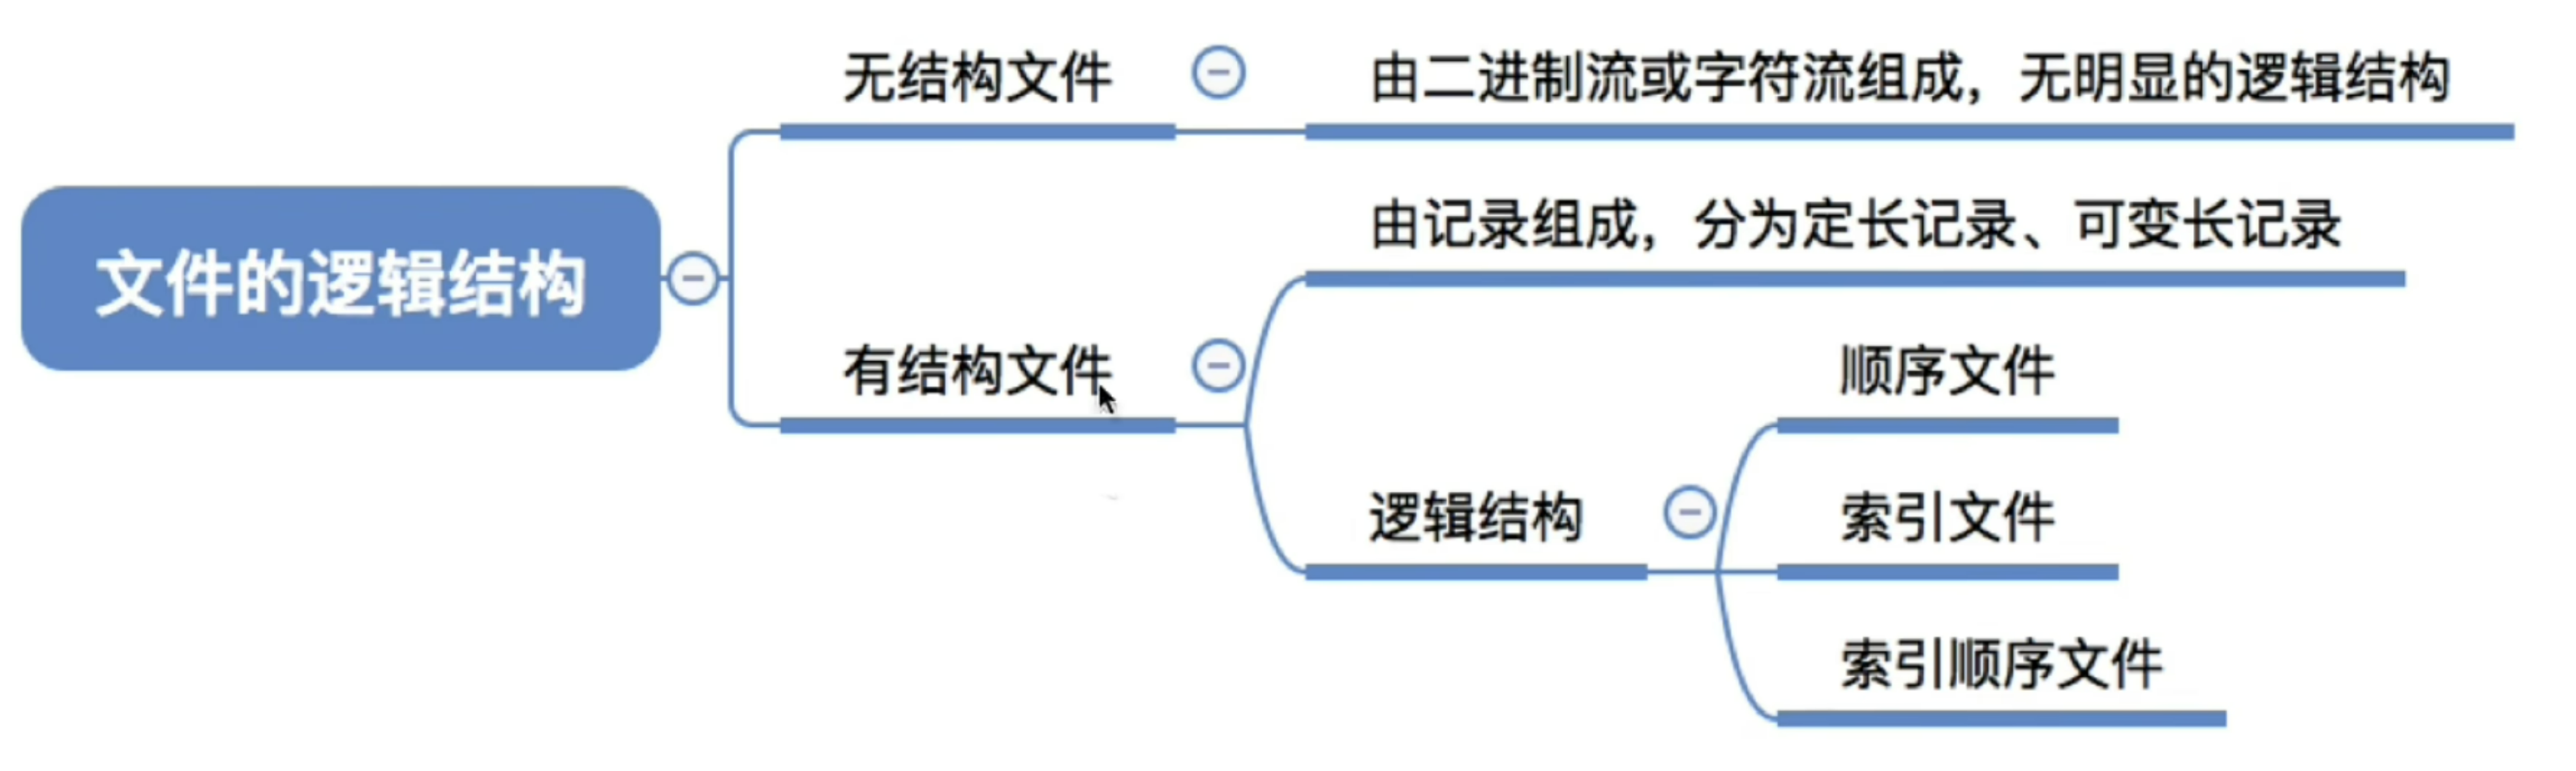 文件的逻辑结构
无结构文件
由二进制流或字符流组成，无明显的逻辑结构
有结构文件
由记录组成，分为定长记录、可变长记录
逻辑结构
顺序文件
索引文件
索引顺序文件